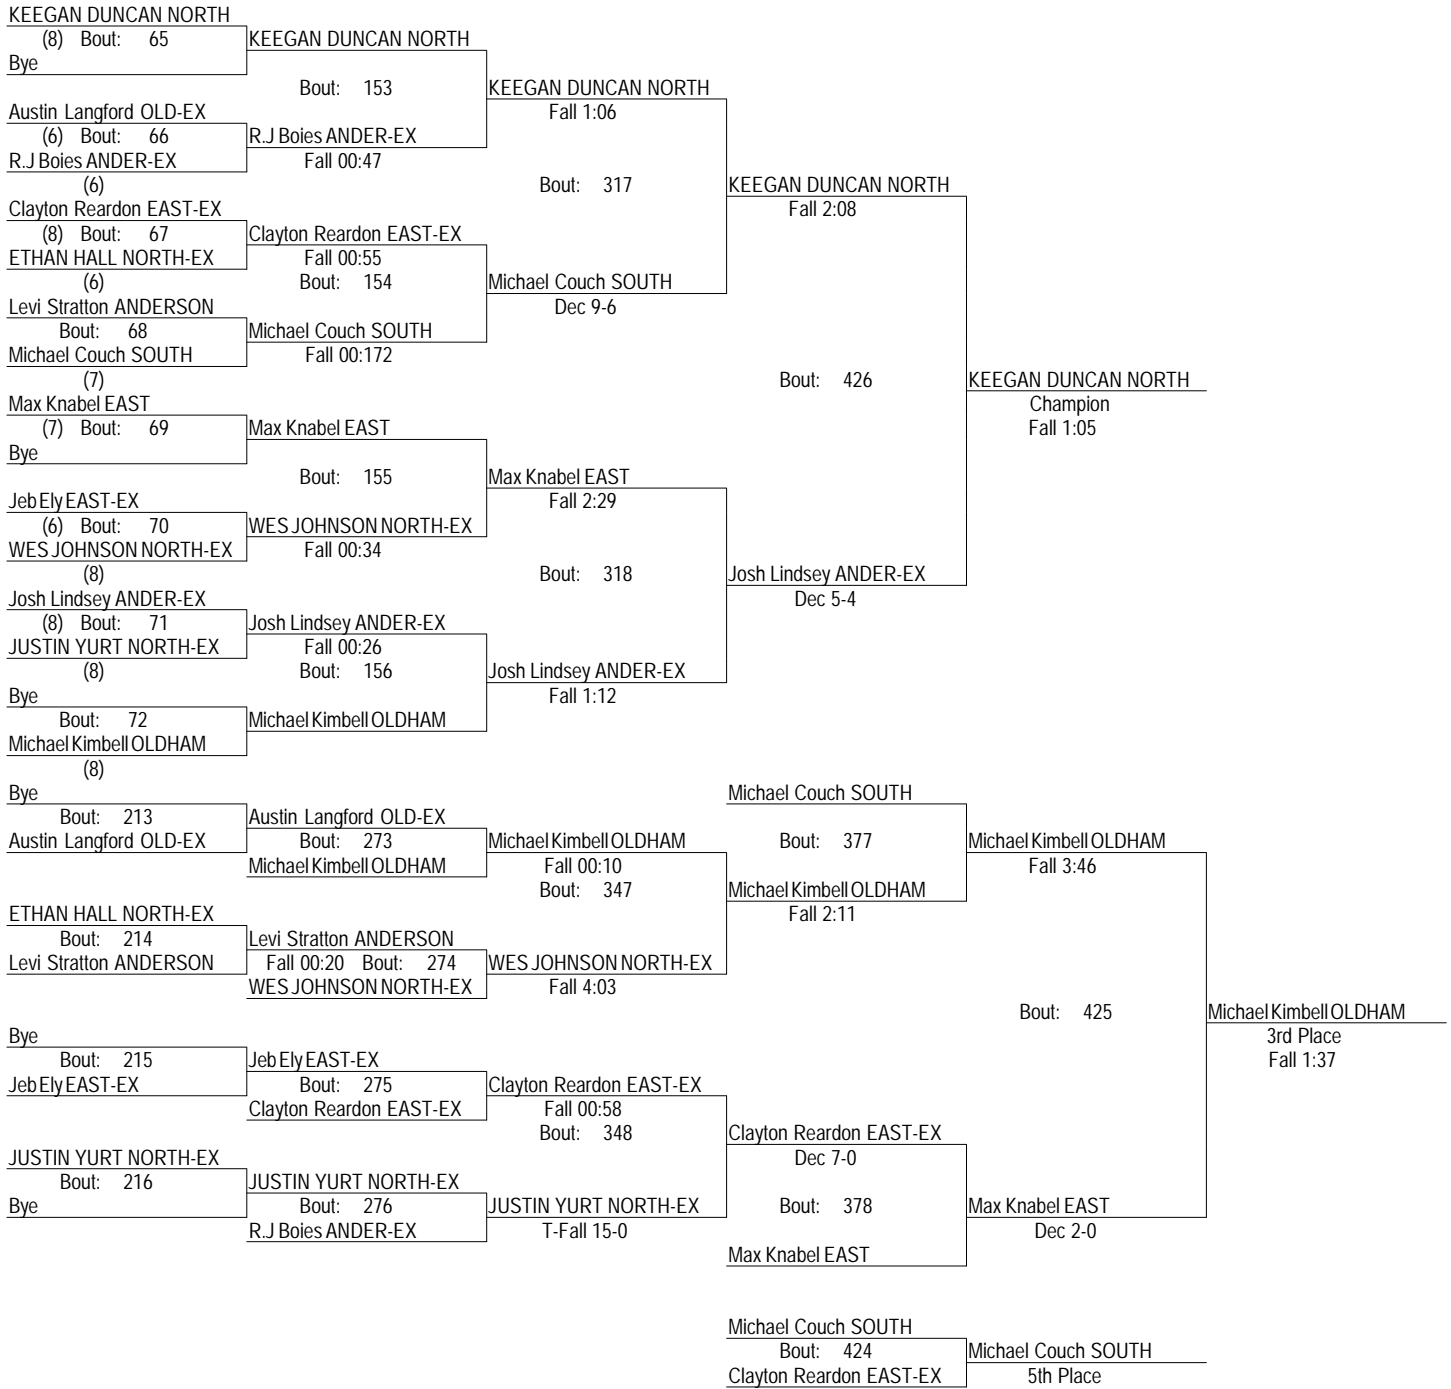 KEEGAN DUNCAN NORTH
(8) Bout: 65
Bye
KEEGAN DUNCAN NORTH
Bout: 153
Austin Langford OLD-EX
(6) Bout: 66
R.J Boies ANDER-EX
(6)
R.J Boies ANDER-EX
Fall 00:47
KEEGAN DUNCAN NORTH
Fall 1:06
Bout: 317
Clayton Reardon EAST-EX
(8) Bout: 67
ETHAN HALL NORTH-EX
(6)
Clayton Reardon EAST-EX
Fall 00:55
Bout: 154
Levi Stratton ANDERSON
Bout: 68
Michael Couch SOUTH
(7)
Michael Couch SOUTH
Fall 00:172
Michael Couch SOUTH
Dec 9-6
KEEGAN DUNCAN NORTH
Fall 2:08
Bout: 426
Max Knabel EAST
(7) Bout: 69
Bye
Max Knabel EAST
Bout: 155
Jeb Ely EAST-EX
(6) Bout: 70
WES JOHNSON NORTH-EX
(8)
WES JOHNSON NORTH-EX
Fall 00:34
Max Knabel EAST
Fall 2:29
Bout: 318
Josh Lindsey ANDER-EX
(8) Bout: 71
JUSTIN YURT NORTH-EX
(8)
Josh Lindsey ANDER-EX
Fall 00:26
Bout: 156
Bye
Bout: 72
Michael Kimbell OLDHAM
(8)
Michael Kimbell OLDHAM
Josh Lindsey ANDER-EX
Fall 1:12
Josh Lindsey ANDER-EX
Dec 5-4
KEEGAN DUNCAN NORTH
Champion
Fall 1:05
Bye
Bout: 213
Austin Langford OLD-EX
Austin Langford OLD-EX
Bout: 273
Michael Kimbell OLDHAM
Michael Kimbell OLDHAM
Fall 00:10
Bout: 347
ETHAN HALL NORTH-EX
Bout: 214
Levi Stratton ANDERSON
Levi Stratton ANDERSON
Fall 00:20 Bout: 274
WES JOHNSON NORTH-EX
WES JOHNSON NORTH-EX
Fall 4:03
Michael Couch SOUTH
Bout: 377
Michael Kimbell OLDHAM
Fall 2:11
Michael Kimbell OLDHAM
Fall 3:46
Bout: 425
Bye
Bout: 215
Jeb Ely EAST-EX
Jeb Ely EAST-EX
Bout: 275
Clayton Reardon EAST-EX
Clayton Reardon EAST-EX
Fall 00:58
Bout: 348
JUSTIN YURT NORTH-EX
Bout: 216
Bye
JUSTIN YURT NORTH-EX
Bout: 276
R.J Boies ANDER-EX
JUSTIN YURT NORTH-EX
T-Fall 15-0
Clayton Reardon EAST-EX
Dec 7-0
Bout: 378
Max Knabel EAST
Max Knabel EAST
Dec 2-0
Michael Kimbell OLDHAM
3rd Place
Fall 1:37
Michael Couch SOUTH
Bout: 424
Clayton Reardon EAST-EX
Michael Couch SOUTH
5th Place